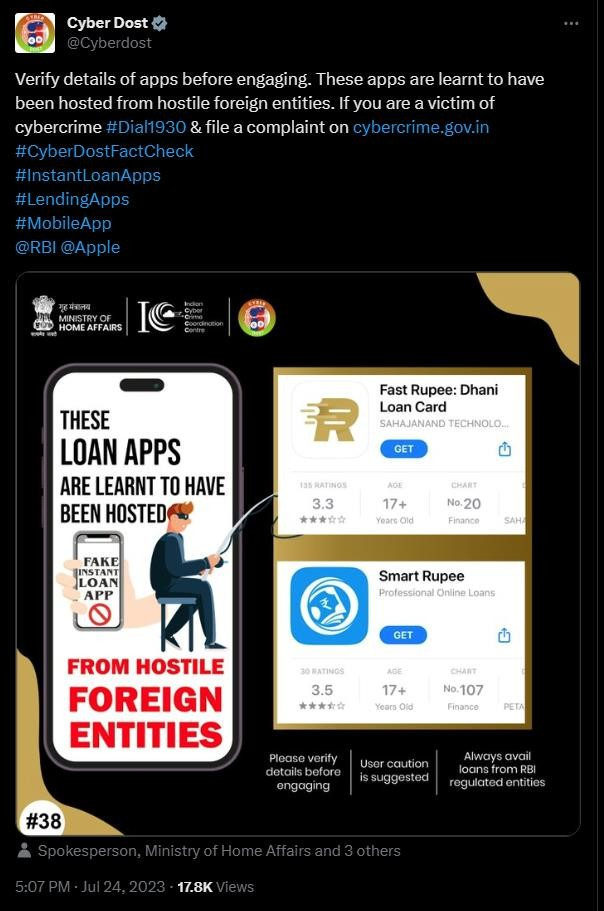 Cyber Dost
@Cyberdost
Verify details of apps before engaging. These apps are learnt to have
been hosted from hostile foreign entities. If you are a victim of
cybercrime #Dial1930 & file a complaint on cybercrime.gov.in
#CyberDostFactCheck
#InstantLoanApps
#LendingApps
#MobileApp
@RBI @Apple
गृह मंत्रालय
MINISTRY OF
HOME AFFAIRS
सत्यमेव जयते
Indian
Cyber
Crime
Coordination
Centre
CYBER
DOST
THESE
LOAN APPS
ARE LEARNT TO HAVE
BEEN HOSTED
FAKE
INSTANT
LOAN
APP
FROM HOSTILE
FOREIGN
ENTITIES
Fast Rupee: Dhani
Loan Card
SAHAJANAND TECHNOLO...
GET
135 RATINGS
AGE
CHART
3.3
17+
No.20
Years Old
Finance
SAHA
Smart Rupee
Professional Online Loans
GET
30 RATINGS
AGE
CHART
3.5
17+
No.107
Years Old
Finance
PETA
Please verify
details before
engaging
User caution
is suggested
Always avail
loans from RBI
regulated entities
#38
Spokesperson, Ministry of Home Affairs and 3 others
5:07 PM · Jul 24, 2023 · 17.8K Views